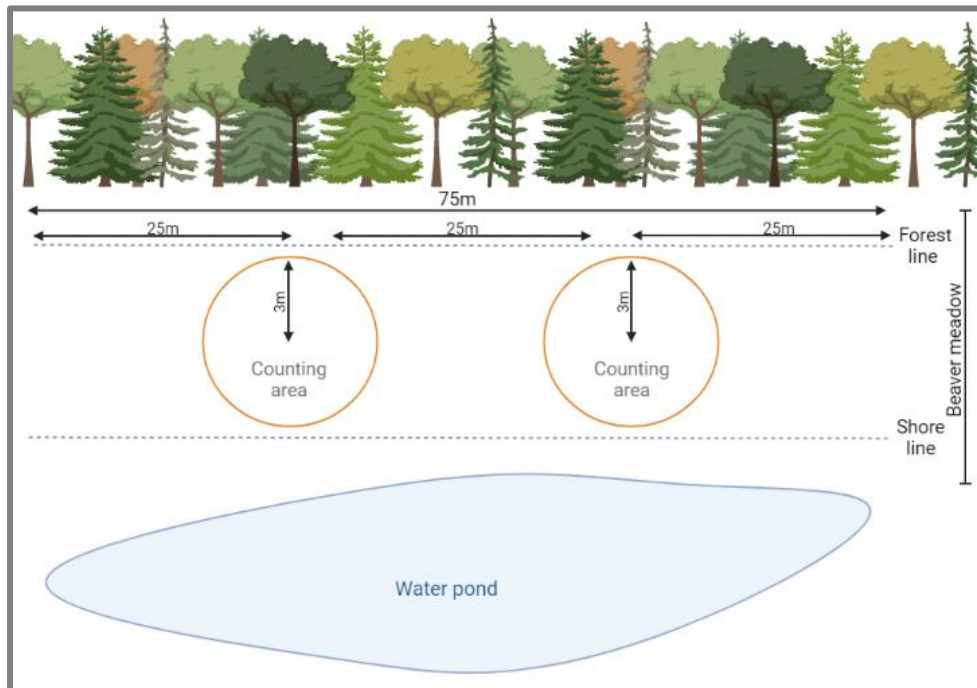 75m
25m
25m
25m
Forest
line
3m
3m
Counting
area
Counting
area
Beaver meadow
Shore
line
Water pond